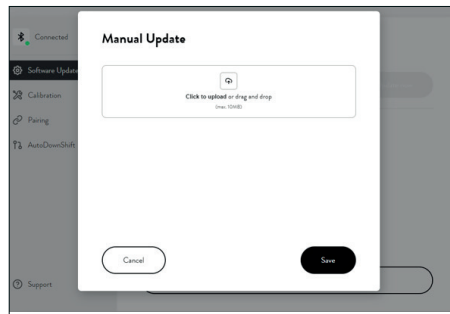 Connected
Software Update
Calibration
Pairing
AutoDownShift
Support
Manual Update
Click to upload or drag and drop
(max. 10MB)
Cancel
Save